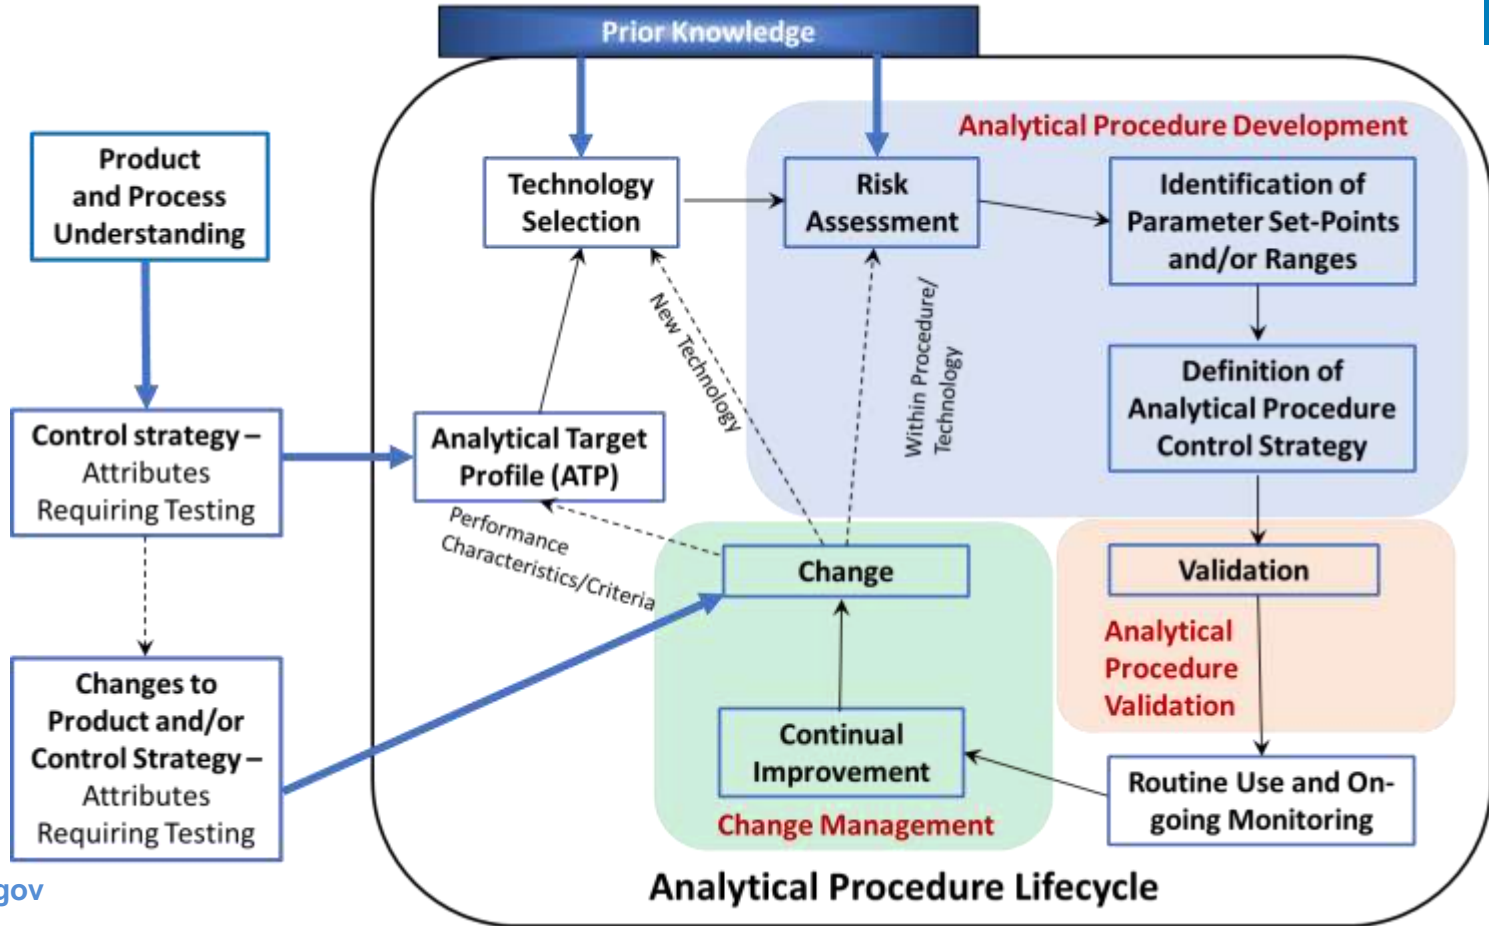 Prior Knowledge
Analytical Procedure Development
Product
and Process
Understanding
Technology
Selection
Risk
Assessment
Identification of
Parameter Set-Points
and/or Ranges
New Technology
Within Procedure/
Technology
Definition of
Analytical Procedure
Control Strategy
Control strategy –
Attributes
Requiring Testing
Analytical Target
Profile (ATP)
Performance
Characteristics/Criteria
Change
Validation
Analytical
Procedure
Validation
Changes to
Product and/or
Control Strategy –
Attributes
Requiring Testing
Continual
Improvement
Change Management
Routine Use and On-
going Monitoring
Analytical Procedure Lifecycle
gov